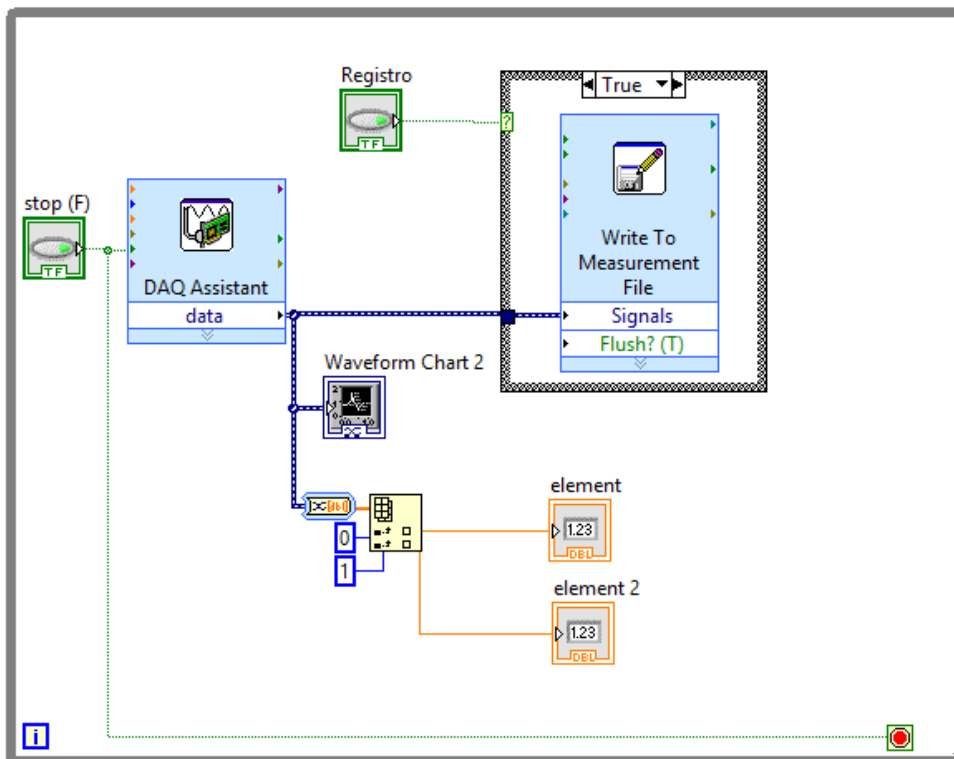 Registro
True
?
TF
stop (F)
TF
Write To
Measurement
File
DAQ Assistant
data
Signals
Flush? (T)
Waveform Chart 2
element
0
1.23
DBL
1
element 2
1.23
DBL
i